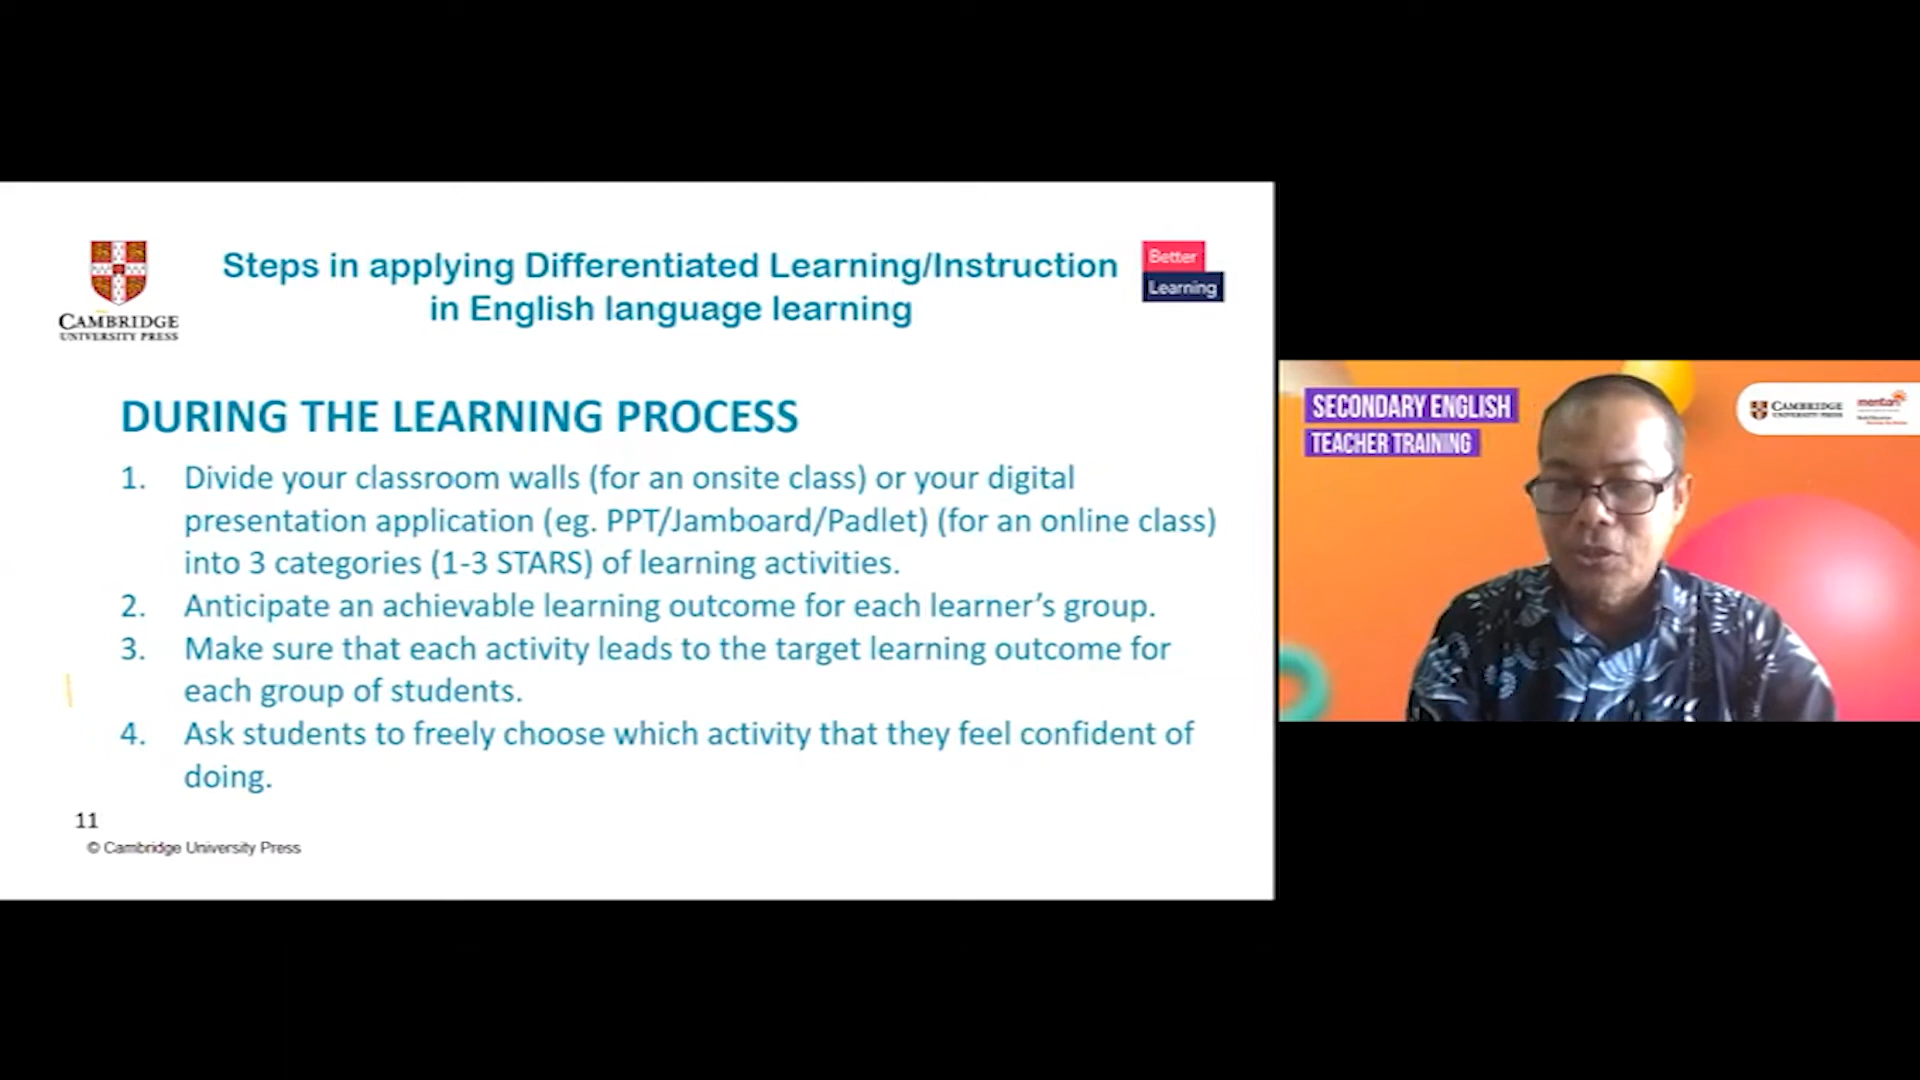 CAMBRIDGE
UNIVERSITY PRESS
Steps in applying Differentiated Learning/Instruction
in English language learning
Better
Learning
DURING THE LEARNING PROCESS
1. Divide your classroom walls (for an onsite class) or your digital
presentation application (eg. PPT/Jamboard/Padlet) (for an online class)
into 3 categories (1-3 STARS) of learning activities.
2. Anticipate an achievable learning outcome for each learner’s group.
3. Make sure that each activity leads to the target learning outcome for
each group of students.
4. Ask students to freely choose which activity that they feel confident of
doing.
11
© Cambridge University Press
SECONDARY ENGLISH
TEACHER TRAINING
CAMBRIDGE
UNIVERSITY PRESS
mentari